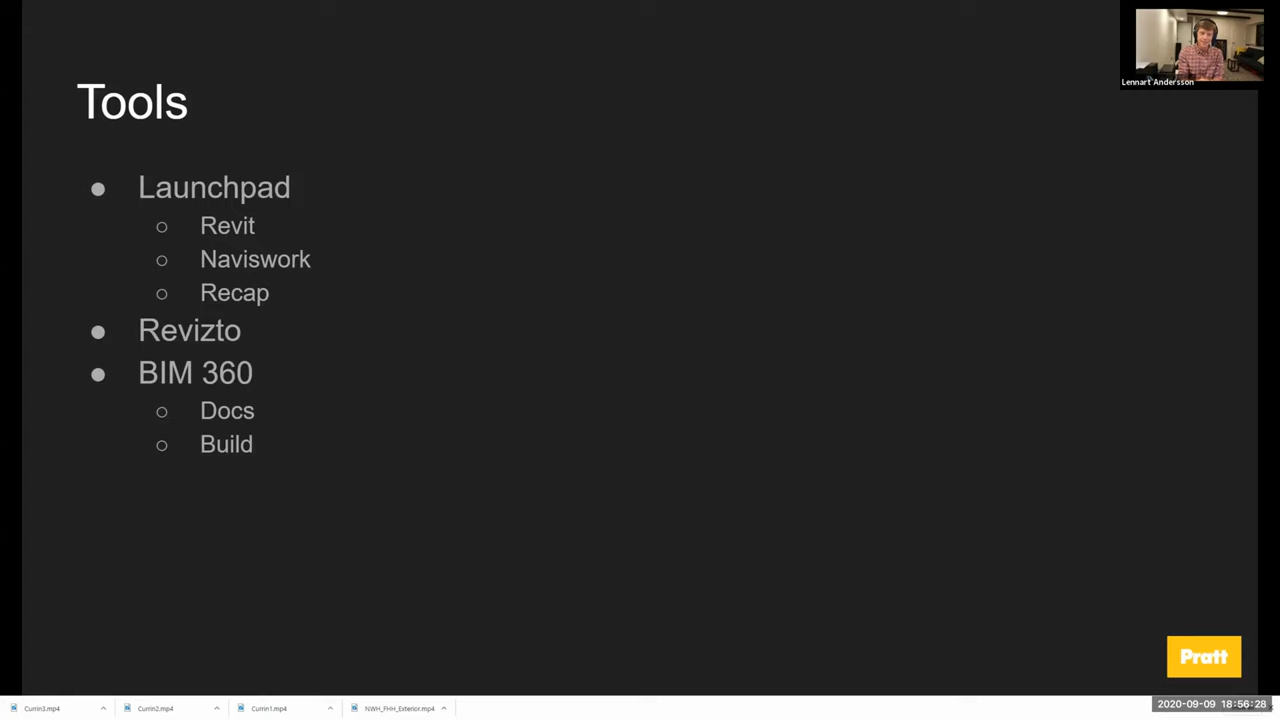 Lennart Andersson
Tools
Launchpad
Revit
Naviswork
Recap
Revizto
BIM 360
Docs
Build
Pratt
Currin3.mp4
Currin2.mp4
Currin1.mp4
NWH_FHH_Exterior.mp4
2020-09-09 18:56:28